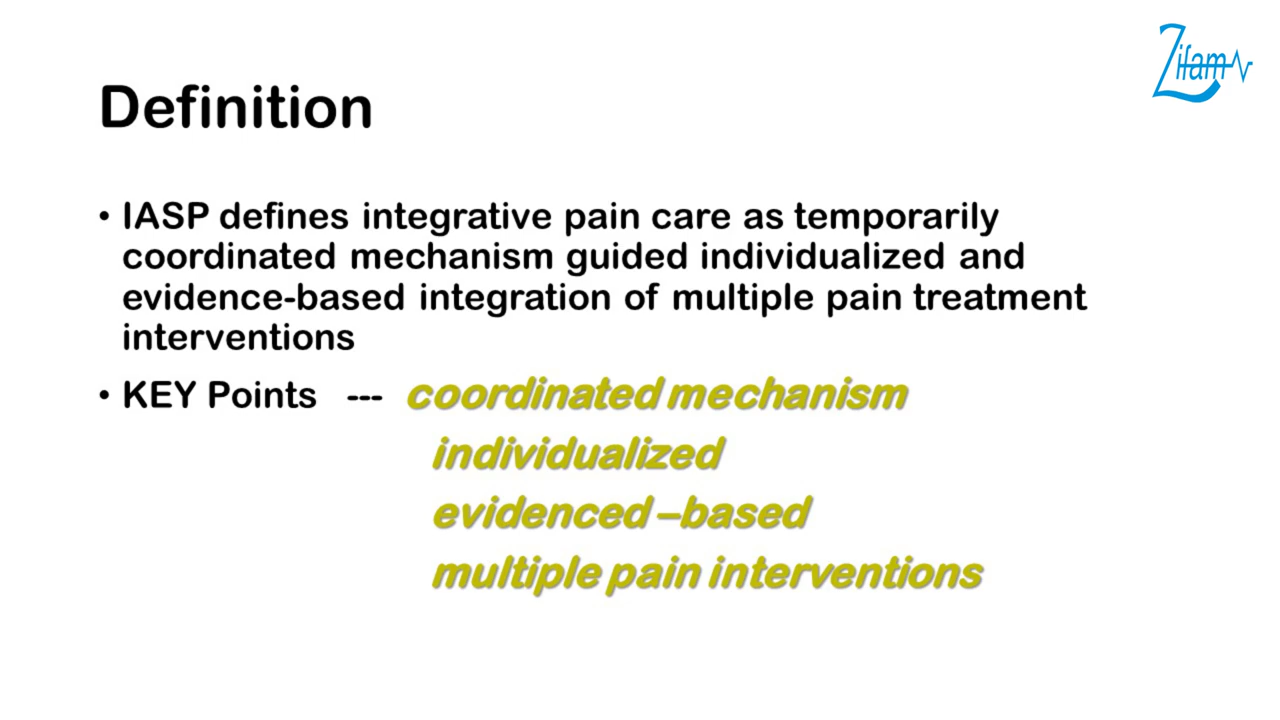 Zifam
Definition
• IASP defines integrative pain care as temporarily
coordinated mechanism guided individualized and
evidence-based integration of multiple pain treatment
interventions
• KEY Points --- coordinated mechanism
individualized
evidenced –based
multiple pain interventions